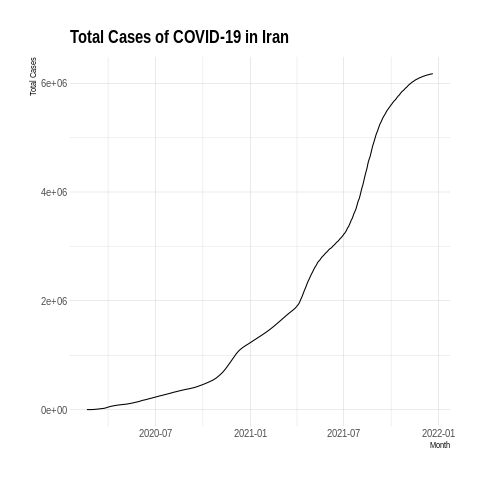 Total Cases of COVID-19 in Iran
Total Cases
6e+06
4e+06
2e+06
0e+00
2020-07 2021-01 2021-07 2022-01
Month